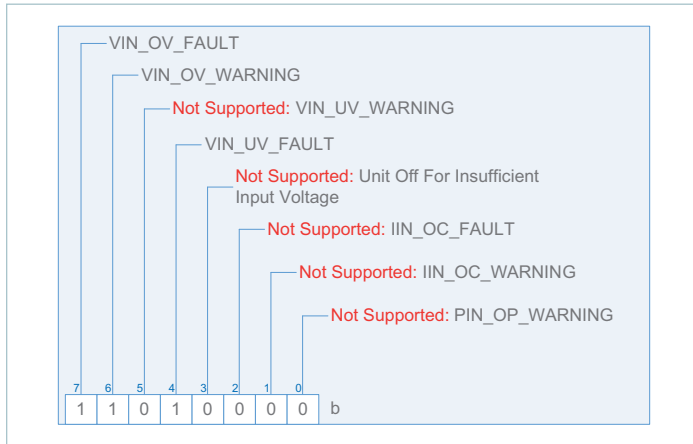 VIN_OV_FAULT
VIN_OV_WARNING
Not Supported: VIN_UV_WARNING
VIN_UV_FAULT
Not Supported: Unit Off For Insufficient
Input Voltage
Not Supported: IIN_OC_FAULT
Not Supported: IIN_OC_WARNING
Not Supported: PIN_OP_WARNING
7 6 5 4 3 2 1 0
1 1 0 1 0 0 0 0 b